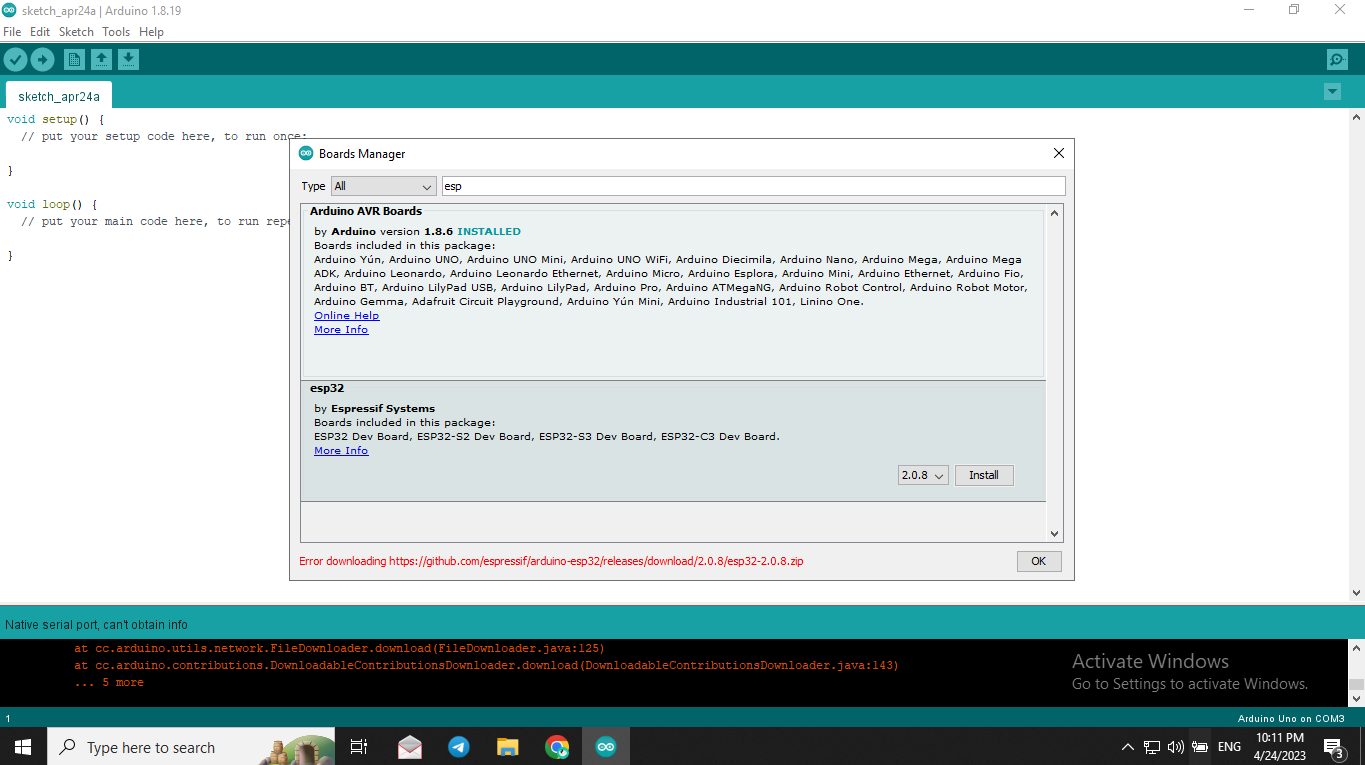 sketch_apr24a | Arduino 1.8.19
File Edit Sketch Tools Help
sketch_apr24a
void setup() {
// put your setup code here, to run once:
}
void loop() {
// put your main code here, to run repe
}
Boards Manager
Type All esp
Arduino AVR Boards
by Arduino version 1.8.6 INSTALLED
Boards included in this package:
Arduino Yún, Arduino UNO, Arduino UNO Mini, Arduino UNO WiFi, Arduino Diecimila, Arduino Nano, Arduino Mega, Arduino Mega
ADK, Arduino Leonardo, Arduino Leonardo Ethernet, Arduino Micro, Arduino Esplora, Arduino Mini, Arduino Ethernet, Arduino Fio,
Arduino BT, Arduino LilyPad USB, Arduino LilyPad, Arduino Pro, Arduino ATMegaNG, Arduino Robot Control, Arduino Robot Motor,
Arduino Gemma, Adafruit Circuit Playground, Arduino Yún Mini, Arduino Industrial 101, Linino One.
Online Help
More Info
esp32
by Espressif Systems
Boards included in this package:
ESP32 Dev Board, ESP32-S2 Dev Board, ESP32-S3 Dev Board, ESP32-C3 Dev Board.
More Info
2.0.8 Install
Error downloading https://github.com/espressif/arduino-esp32/releases/download/2.0.8/esp32-2.0.8.zip
OK
Native serial port, can't obtain info
at cc.arduino.utils.network.FileDownloader.download(FileDownloader.java:125)
at cc.arduino.contributions.DownloadableContributionsDownloader.download(DownloadableContributionsDownloader.java:143)
... 5 more
Activate Windows
Go to Settings to activate Windows.
1
Arduino Uno on COM3
Type here to search
ENG
10:11 PM
4/24/2023
3